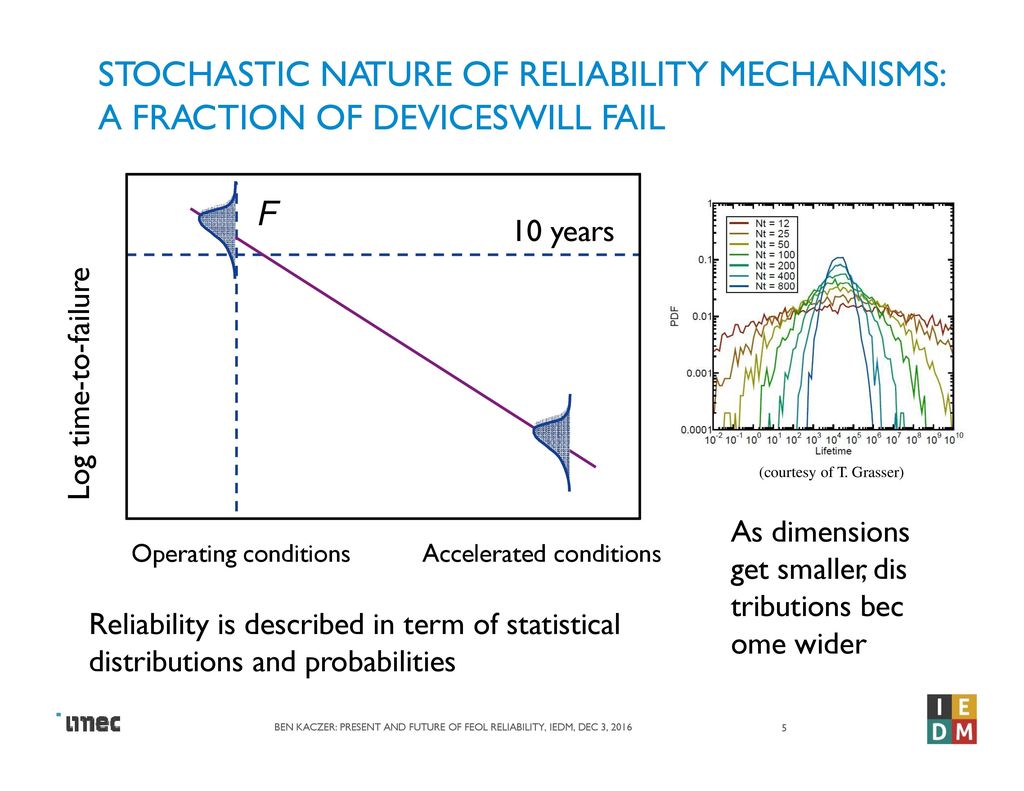 STOCHASTIC NATURE OF RELIABILITY MECHANISMS:
A FRACTION OF DEVICESWILL FAIL
F
10 years
Log time-to-failure
Operating conditions
Accelerated conditions
Reliability is described in term of statistical
distributions and probabilities
1
0.1
0.01
0.001
0.0001
PDF
Nt = 12
Nt = 25
Nt = 50
Nt = 100
Nt = 200
Nt = 400
Nt = 800
10^-2 10^-1 10^0 10^1 10^2 10^3 10^4 10^5 10^6 10^7 10^8 10^9 10^10
Lifetime
(courtesy of T. Grasser)
As dimensions
get smaller, dis
tributions bec
ome wider
imec
BEN KACZER: PRESENT AND FUTURE OF FEOL RELIABILITY, IEDM, DEC 3, 2016
5
I E
D M